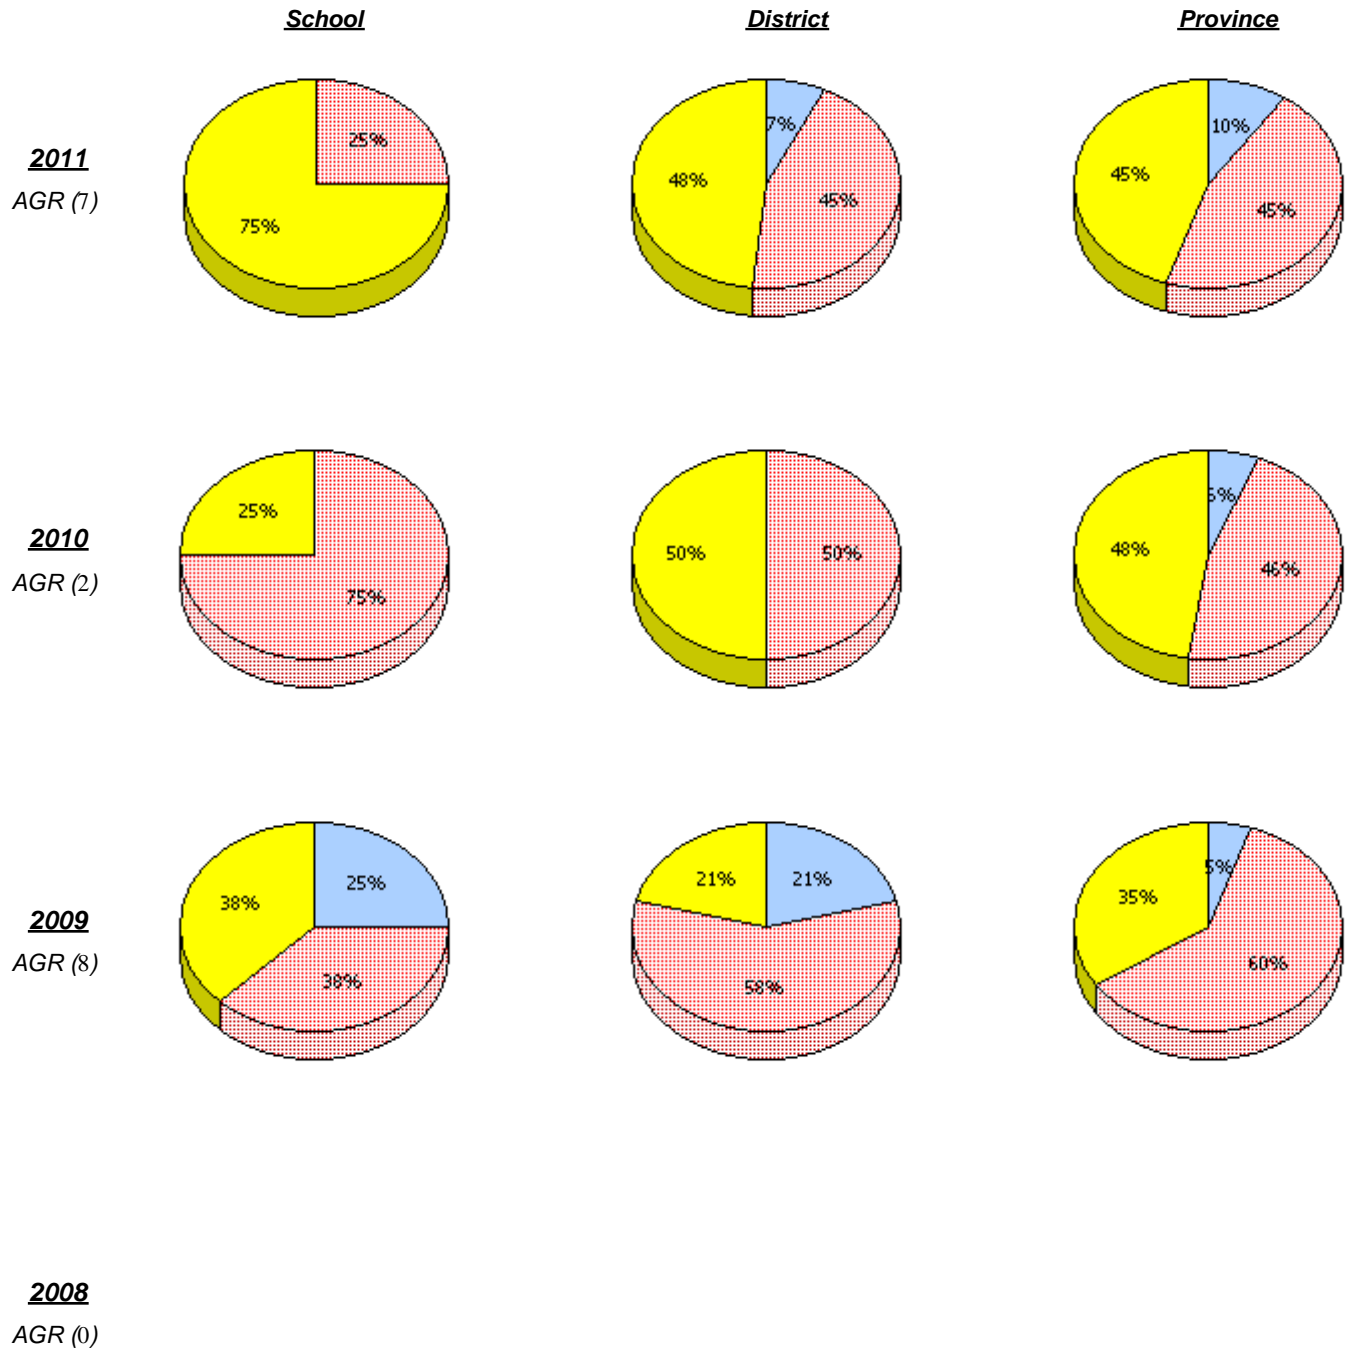 School District Province
25% 75%
7% 45% 48%
10% 45% 45%
2011
AGR (7)
25% 75%
50% 50%
48% 46%
2010
AGR (2)
38% 25% 38%
21% 21% 58%
35% 5% 60%
2009
AGR (8)
2008
AGR (0)